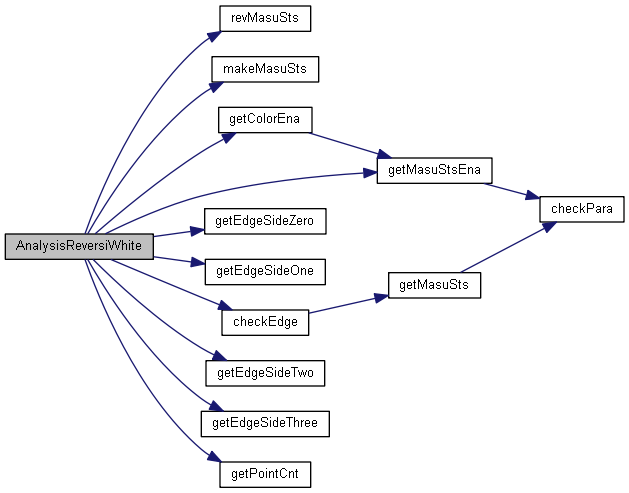 revMasuSts
makeMasuSts
getColorEna
getMasuStsEna
checkPara
getEdgeSideZero
AnalysisReversiWhite
getEdgeSideOne
getMasuSts
checkEdge
getEdgeSideTwo
getEdgeSideThree
getPointCnt